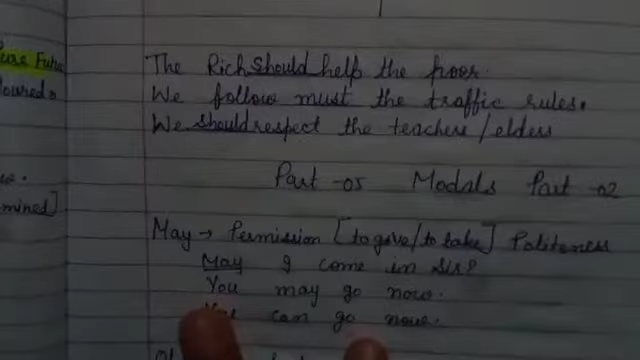 The Rich should help the poor.
We follow must the traffic rules.
We should respect the teachers/elders
Part -05 Modals Part -02
May → Permission [to give/to take] Politeness
May I come in Sir?
You may go now.
can go now.